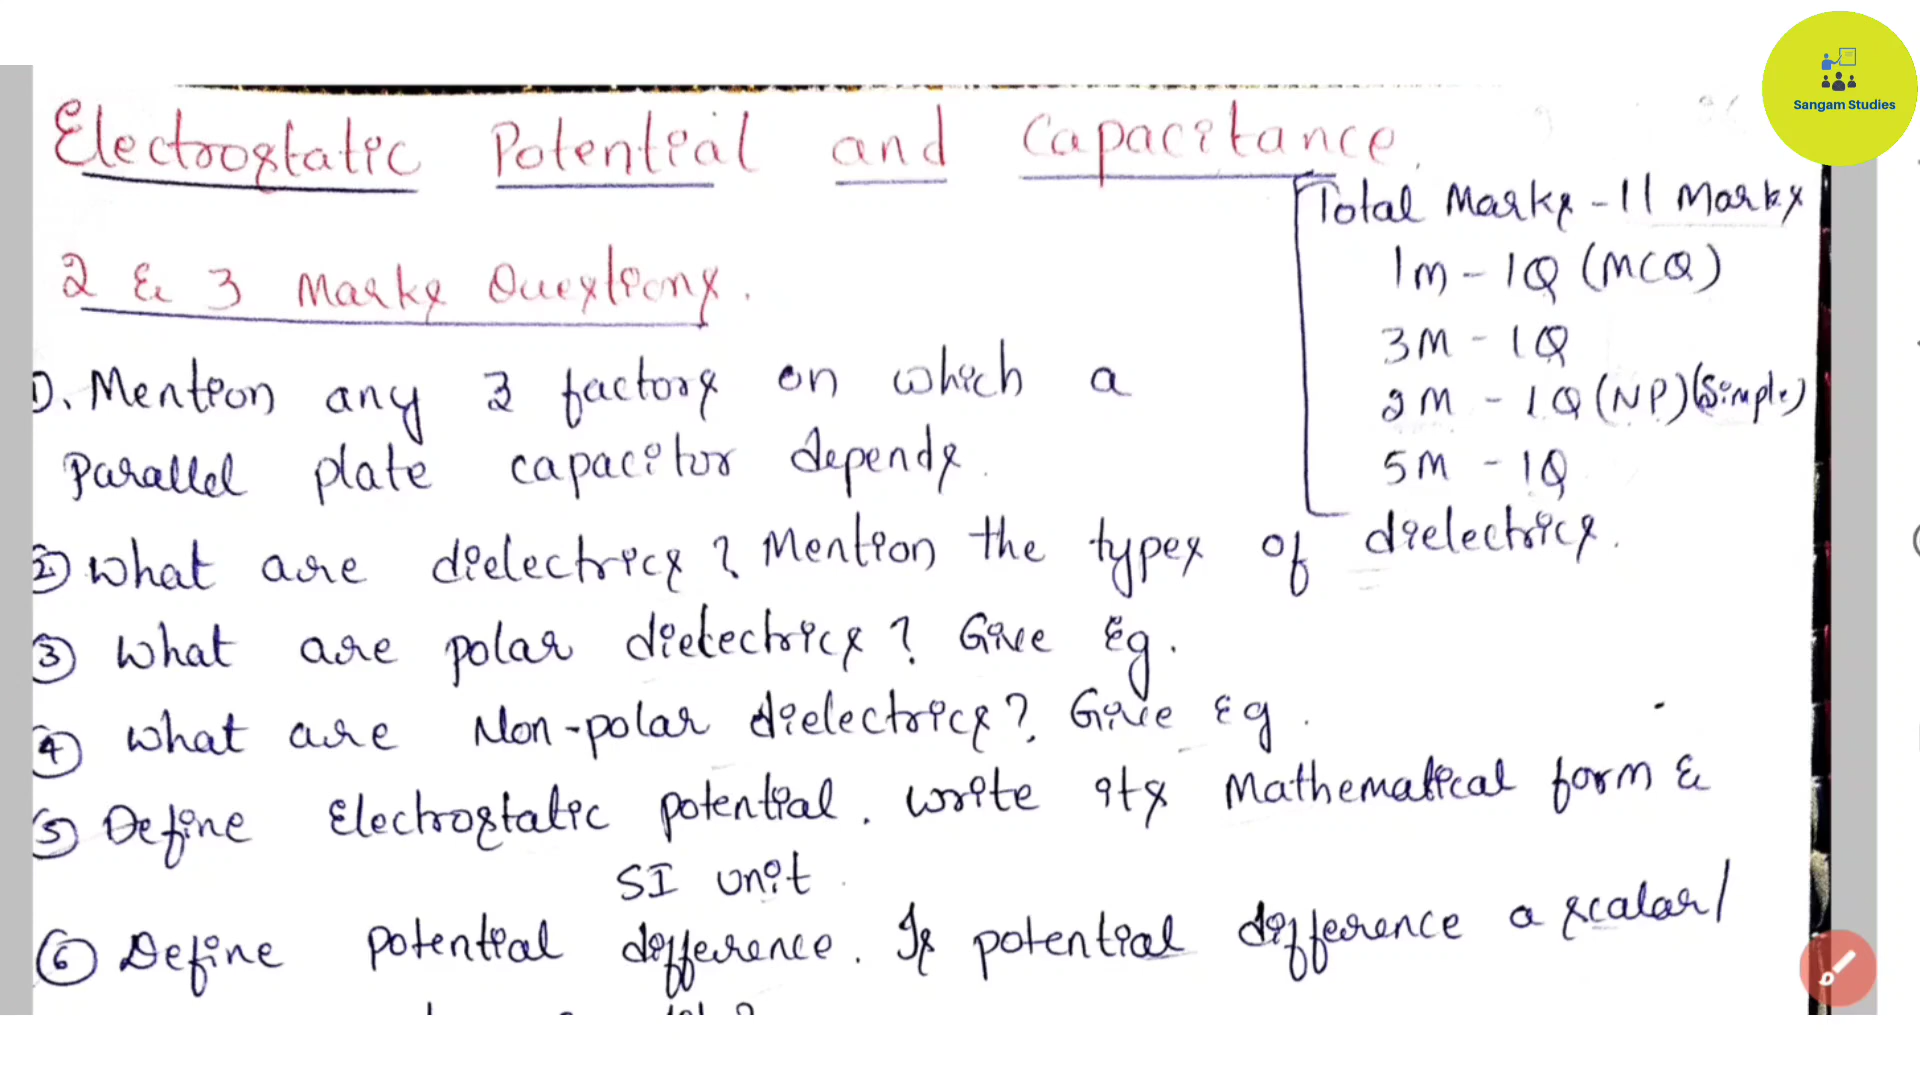 Electrostatic Potential and Capacitance.
Total Marks - 11 Marks
1m - 1Q (MCQ)
3M - 1Q
2M - 1Q (NP) (Simple)
5M - 1Q
2 & 3 Marks Questions.
1). Mention any 3 factors on which a
Parallel plate capacitor depends.
2) What are dielectrics? Mention the types of dielectrics.
3) What are polar dielectrics? Give Eg.
4) What are Non-polar dielectrics? Give Eg.
5) Define Electrostatic potential. write its Mathematical form &
SI unit.
6) Define potential difference. Is potential difference a scalar/
Sangam Studies